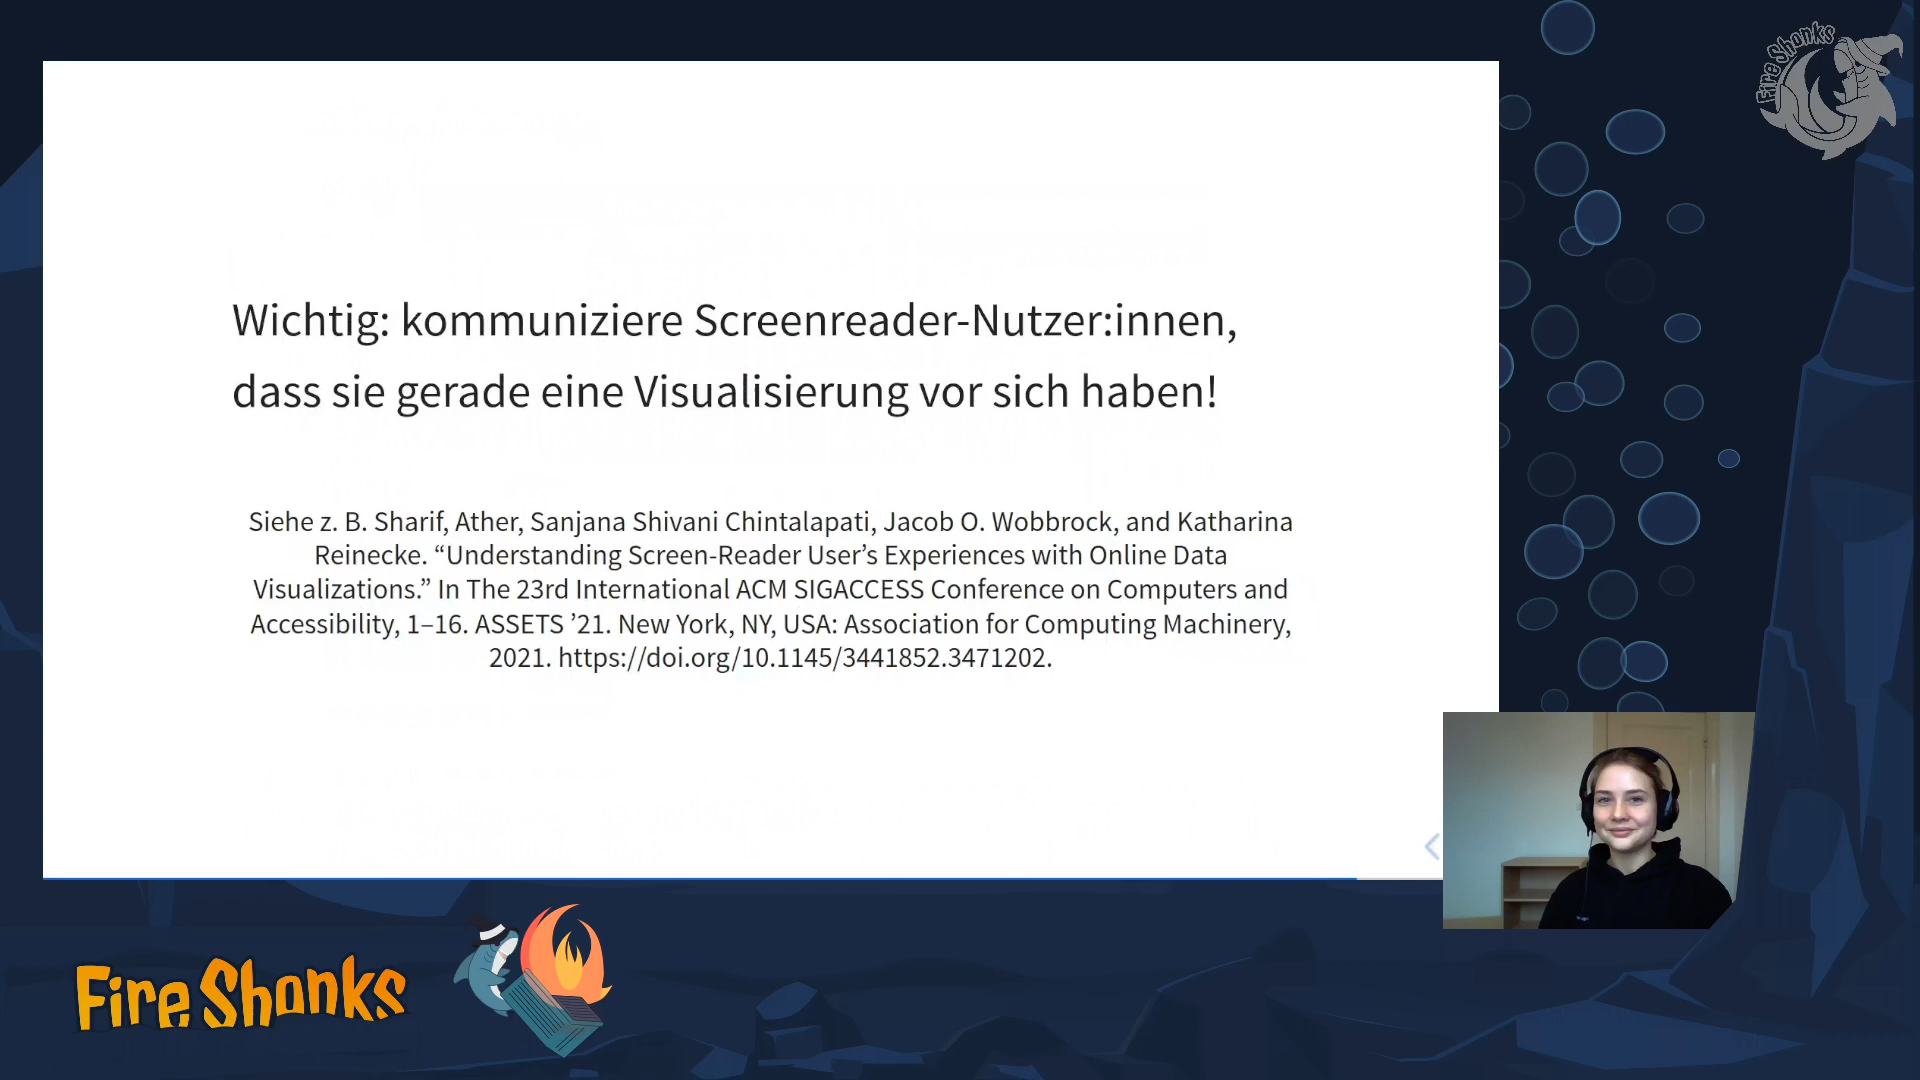 Fire Shonks
Wichtig: kommuniziere Screenreader-Nutzer:innen,
dass sie gerade eine Visualisierung vor sich haben!
Siehe z. B. Sharif, Ather, Sanjana Shivani Chintalapati, Jacob O. Wobbrock, and Katharina
Reinecke. “Understanding Screen-Reader User’s Experiences with Online Data
Visualizations.” In The 23rd International ACM SIGACCESS Conference on Computers and
Accessibility, 1–16. ASSETS ’21. New York, NY, USA: Association for Computing Machinery,
2021. https://doi.org/10.1145/3441852.3471202.
Fire Shonks